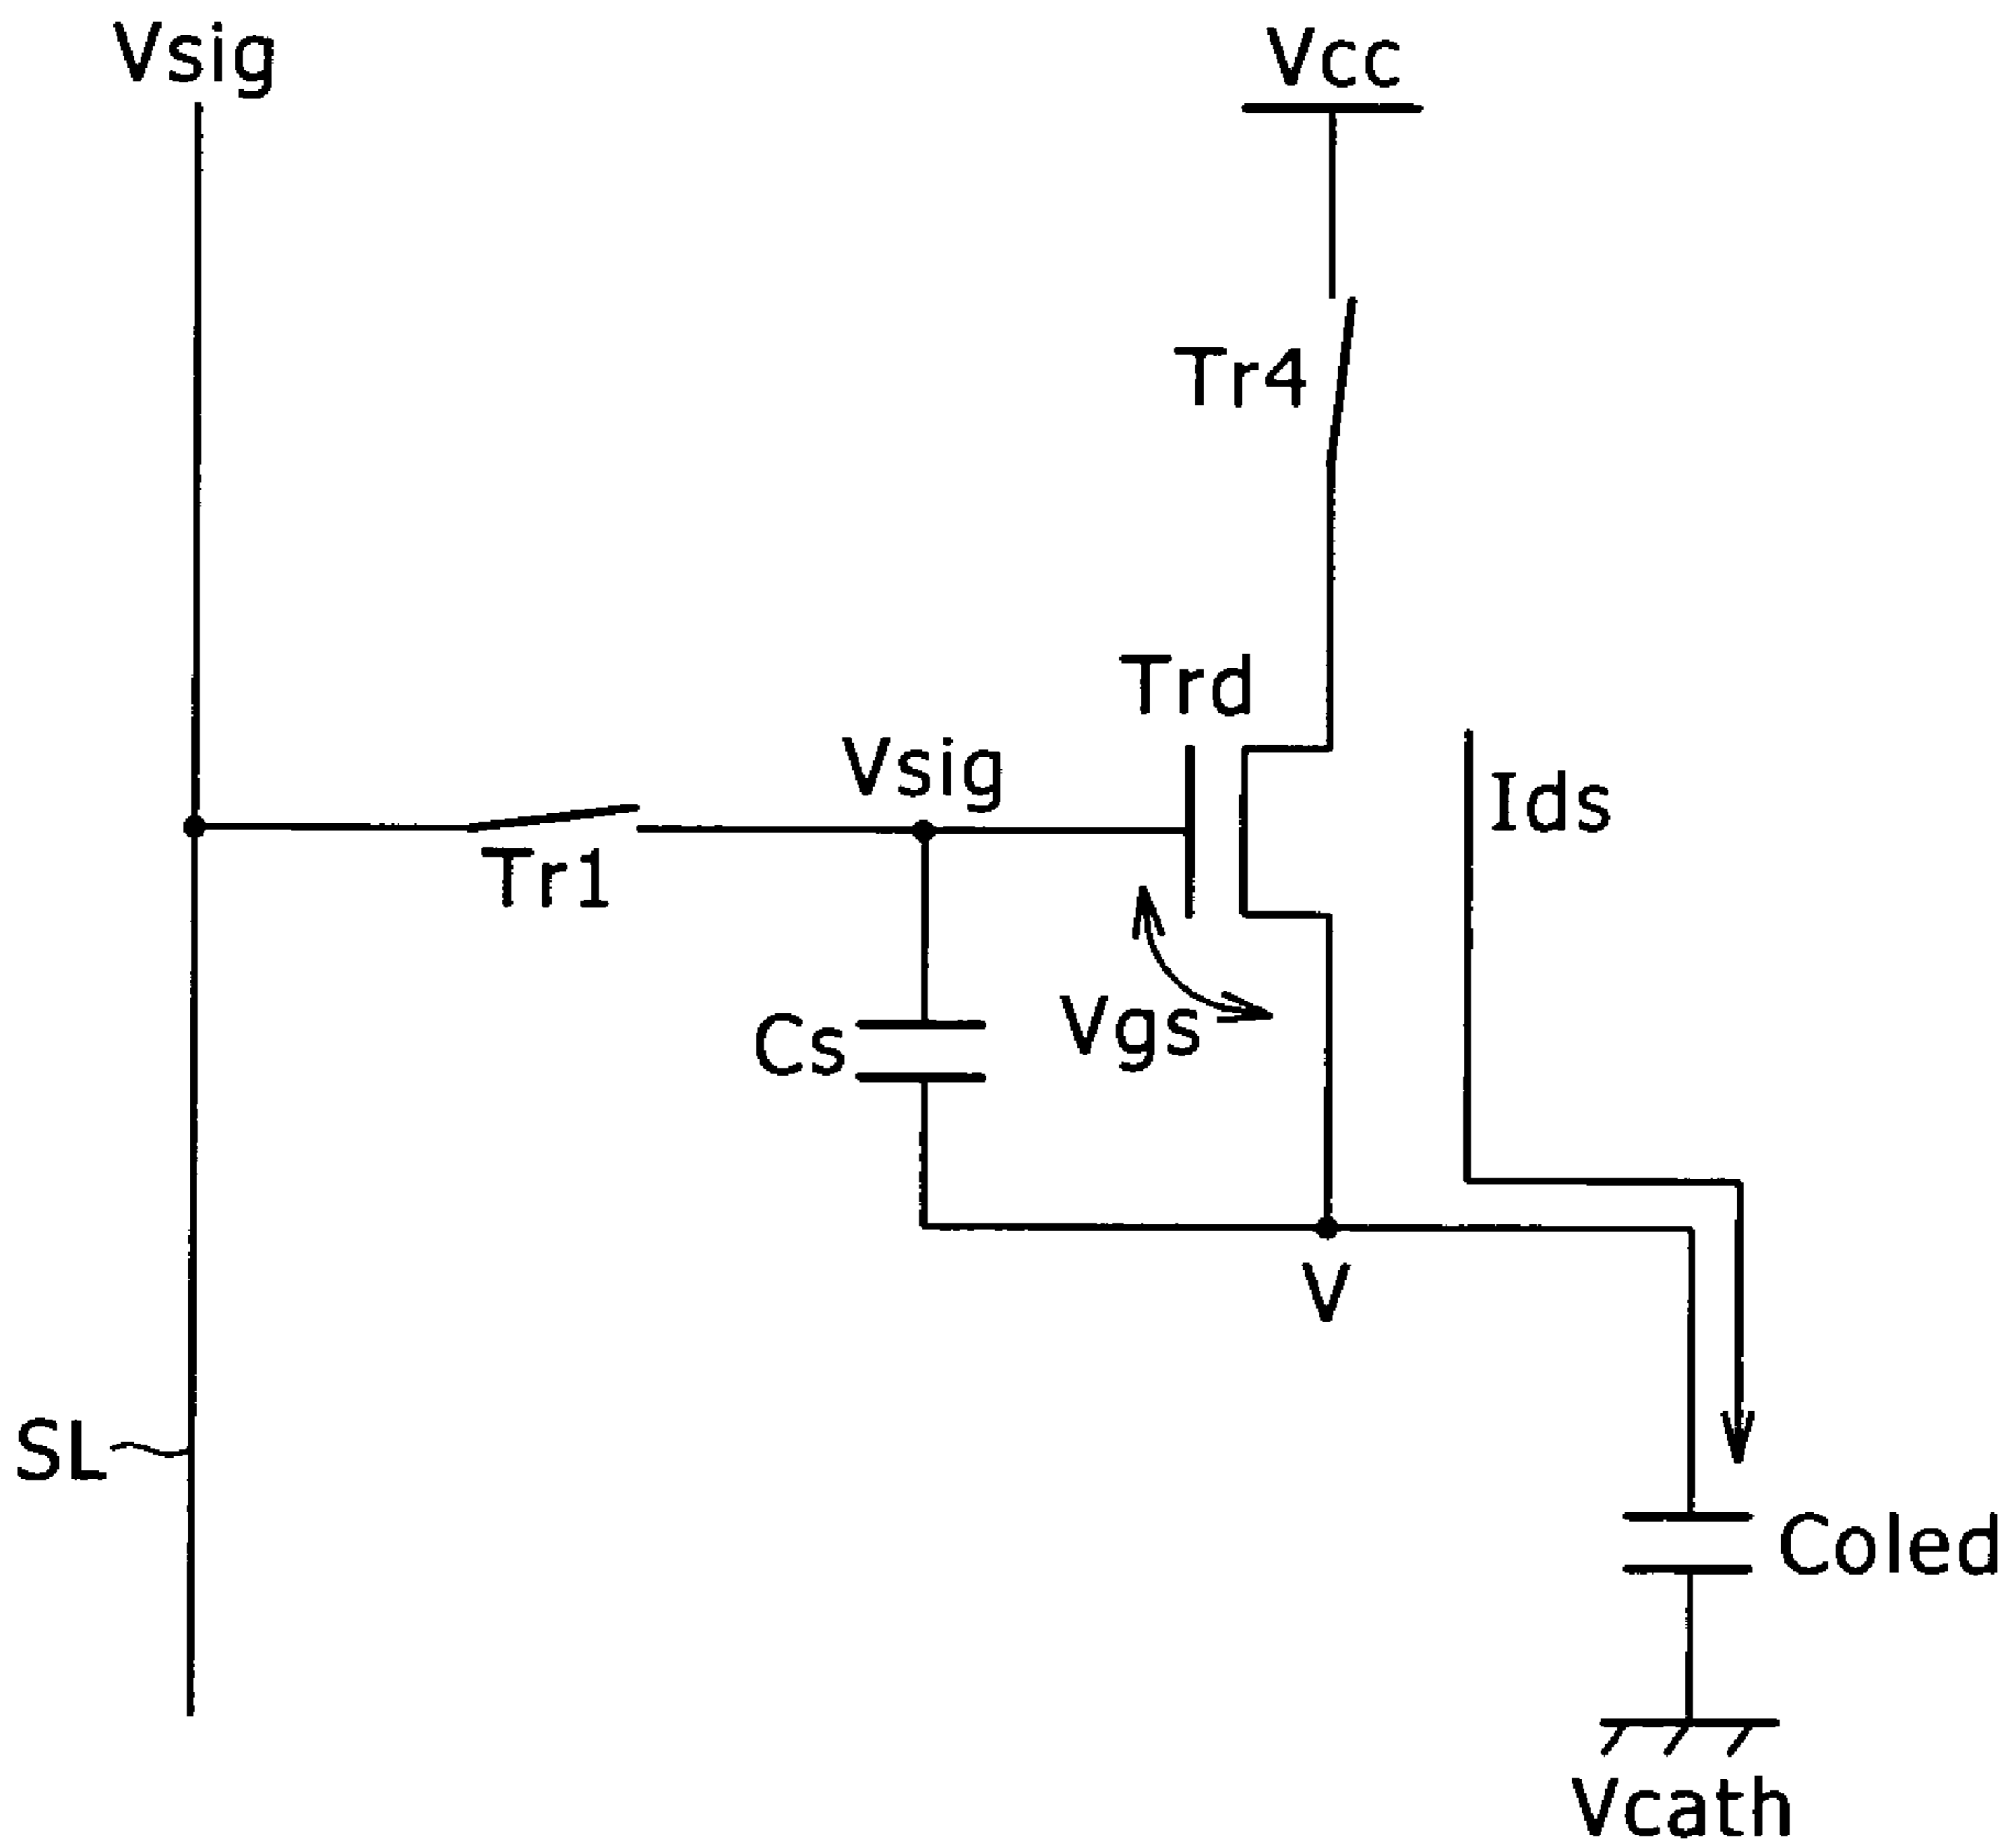 Vsig
Vcc
Tr4
Trd
Vsig
Ids
Tr1
Vgs
Cs
V
SL
Coled
Vcath